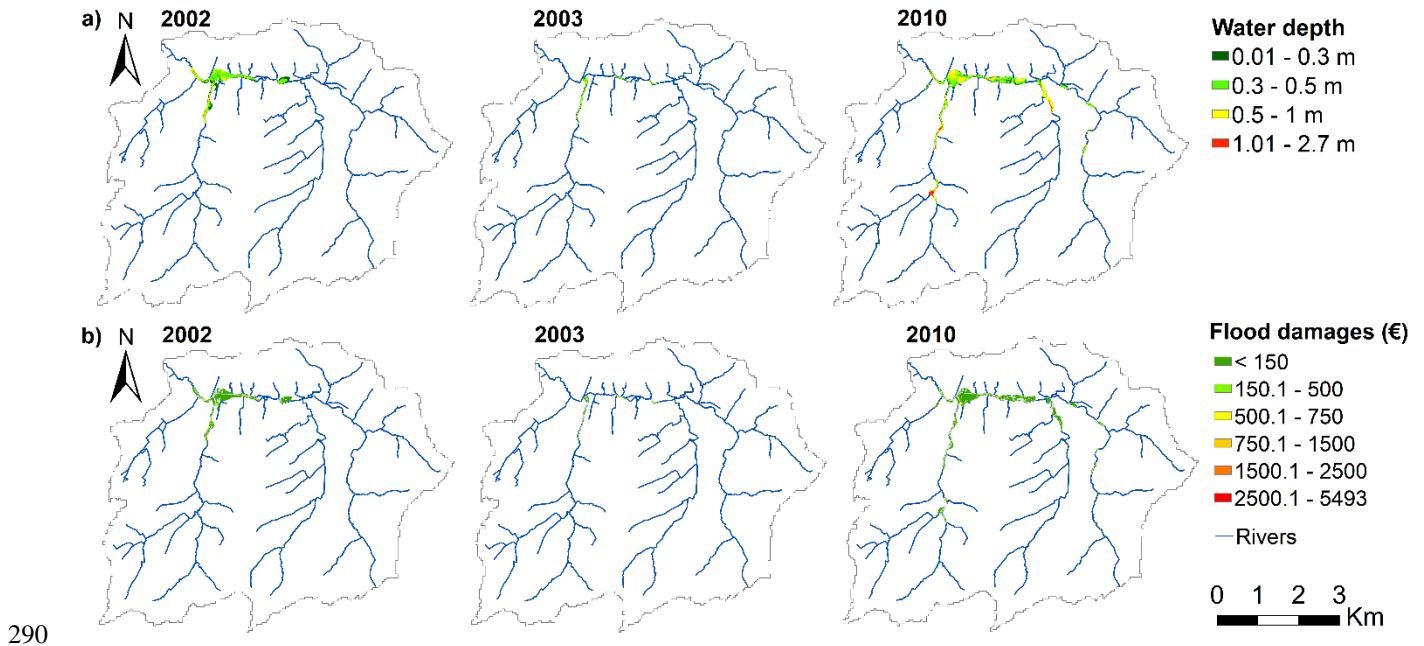 a) N 2002 2003 2010
Water depth
0.01 - 0.3 m
0.3 - 0.5 m
0.5 - 1 m
1.01 - 2.7 m
b) N 2002 2003 2010
Flood damages (€)
< 150
150.1 - 500
500.1 - 750
750.1 - 1500
1500.1 - 2500
2500.1 - 5493
Rivers
0 1 2 3
Km
290